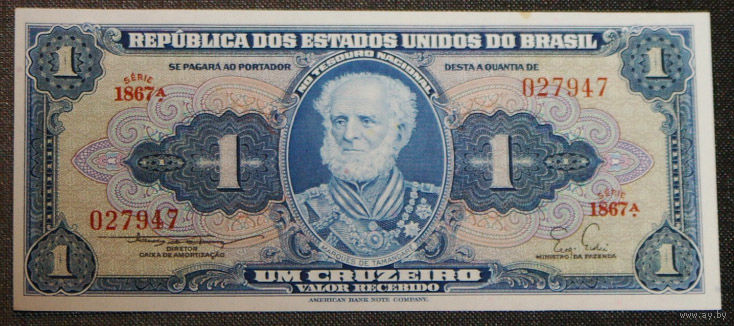 REPÚBLICA DOS ESTADOS UNIDOS DO BRASIL
1 1
SE PAGARÁ AO PORTADOR NO TESOURO NACIONAL DESTA A QUANTIA DE
SÉRIE
1867ª
027947
1 1
SÉRIE
1867ª
027947
DIRETOR
CAIXA DE AMORTIZAÇÃO
MINISTRO DA FAZENDA
MARQUES DE TAMANDARÉ
1 1
UM CRUZEIRO
VALOR RECEBIDO
AMERICAN BANK NOTE COMPANY.
www.ay.by